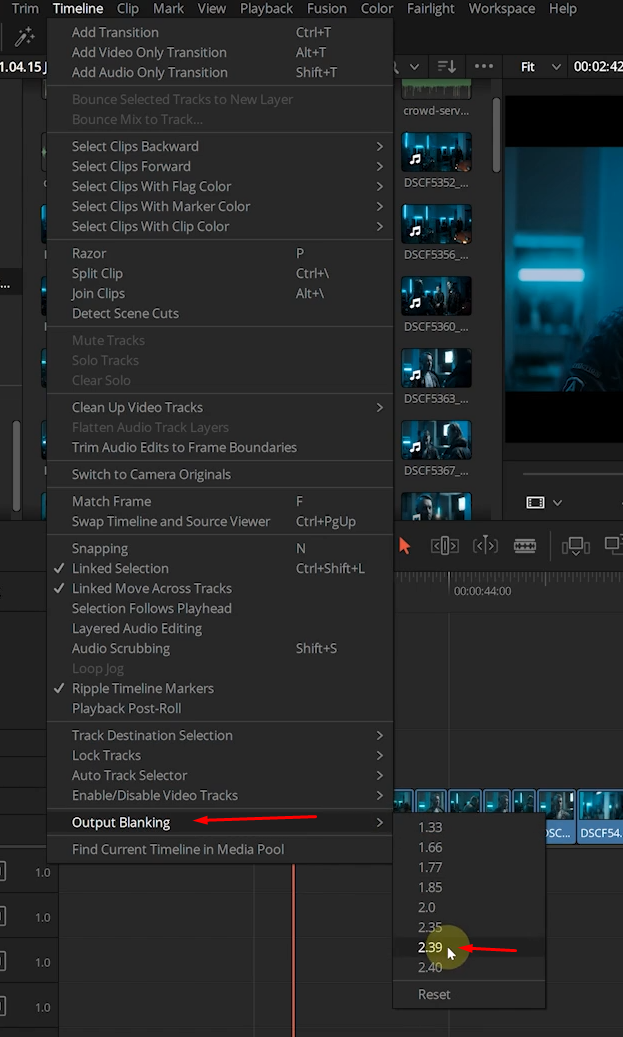 Trim Timeline Clip Mark View Playback Fusion Color Fairlight Workspace Help
Add Transition Ctrl+T
Add Video Only Transition Alt+T
Add Audio Only Transition Shift+T
1.04.15 Fit 00:02:42
Bounce Selected Tracks to New Layer
Bounce Mix to Track...
crowd-serv...
Select Clips Backward
Select Clips Forward
Select Clips With Flag Color
DSCF5352_...
Select Clips With Marker Color
Select Clips With Clip Color
Razor P
DSCF5356_...
Split Clip Ctrl+\
Join Clips Alt+\
Detect Scene Cuts
DSCF5360_...
Mute Tracks
Solo Tracks
Clear Solo
DSCF5363_...
Clean Up Video Tracks
Flatten Audio Track Layers
Trim Audio Edits to Frame Boundaries
Switch to Camera Originals
DSCF5367_...
Match Frame F
Swap Timeline and Source Viewer Ctrl+PgUp
Snapping N
Linked Selection Ctrl+Shift+L
Linked Move Across Tracks
00:00:44:00
Selection Follows Playhead
Layered Audio Editing
Audio Scrubbing Shift+S
Loop Jog
Ripple Timeline Markers
Playback Post-Roll
Track Destination Selection
Lock Tracks
Auto Track Selector
Enable/Disable Video Tracks
Output Blanking
1.33
DSC... DSCF54.
Find Current Timeline in Media Pool
1.66
1.77
1.0
1.85
2.0
1.0
2.35
2.39
1.0
2.40
Reset
1.0